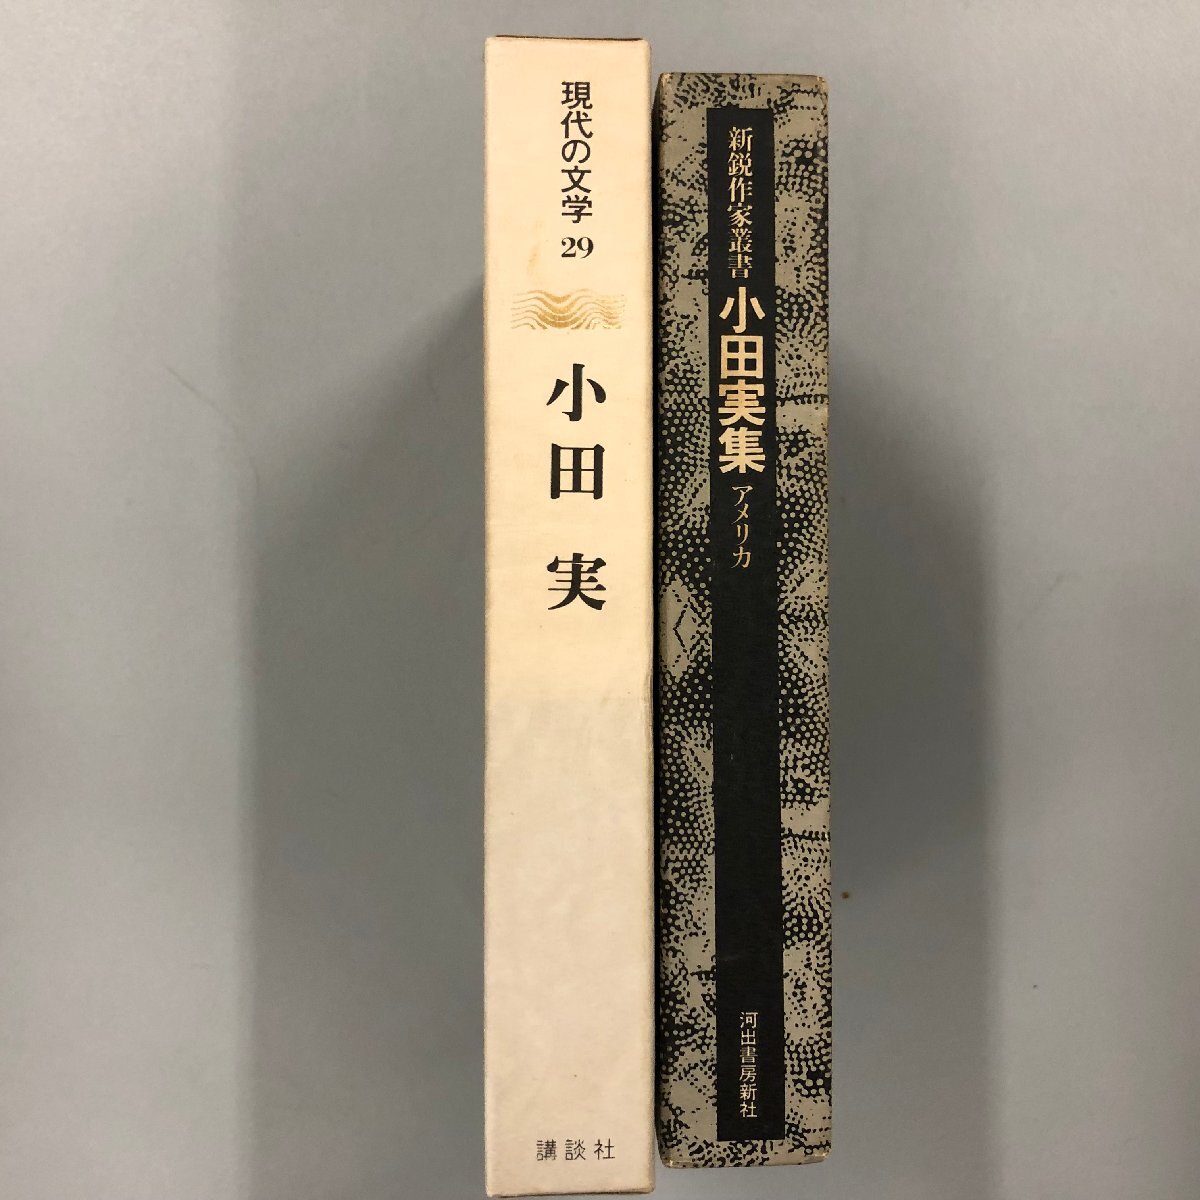 現代の文学
29
小田 実
講談社
新鋭作家叢書
小田実集
アメリカ
河出書房新社